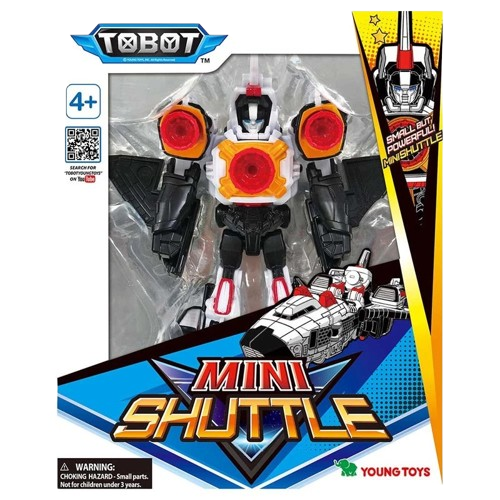 TOBOT
TM
4+
SEARCH FOR
"TOBOTYOUNGTOYS"
ON YouTube
SMALL BUT
POWERFUL!
MINI SHUTTLE
MINI
SHUTTLE
WARNING:
CHOKING HAZARD - Small parts.
Not for children under 3 years.
YOUNG TOYS